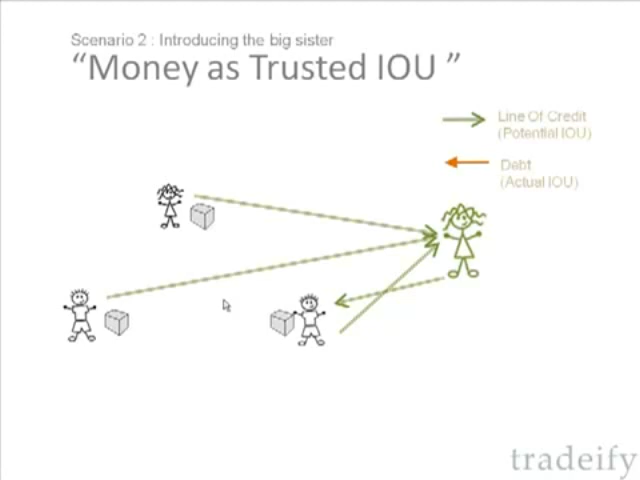 Scenario 2 : Introducing the big sister
“Money as Trusted IOU ”
Line Of Credit
(Potential IOU)
Debt
(Actual IOU)
tradeify